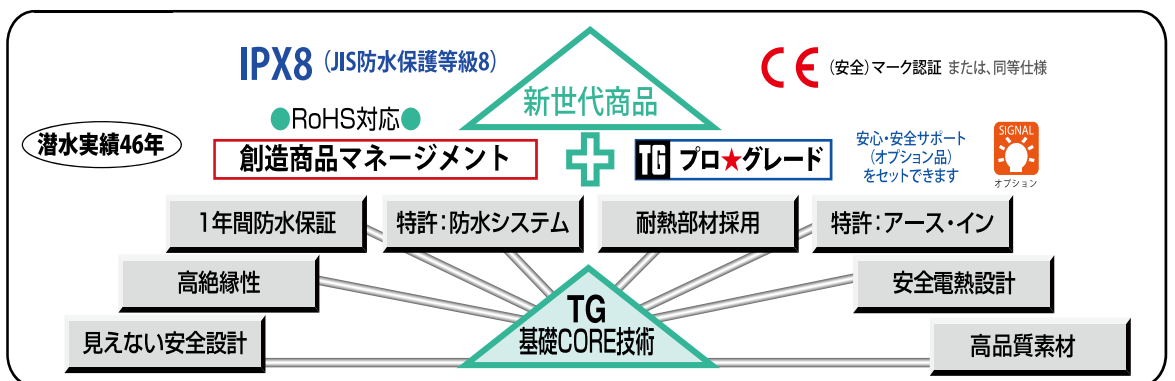 IPX8 (JIS防水保護等級8)
CE (安全)マーク認証 または、同等仕様
新世代商品
●RoHS対応●
潜水実績46年
創造商品マネージメント
TG プロ★グレード
安心・安全サポート
(オプション品)
をセットできます
SIGNAL
オプション
1年間防水保証
特許:防水システム
耐熱部材採用
特許:アース・イン
高絶縁性
安全電熱設計
TG
基礎CORE技術
見えない安全設計
高品質素材